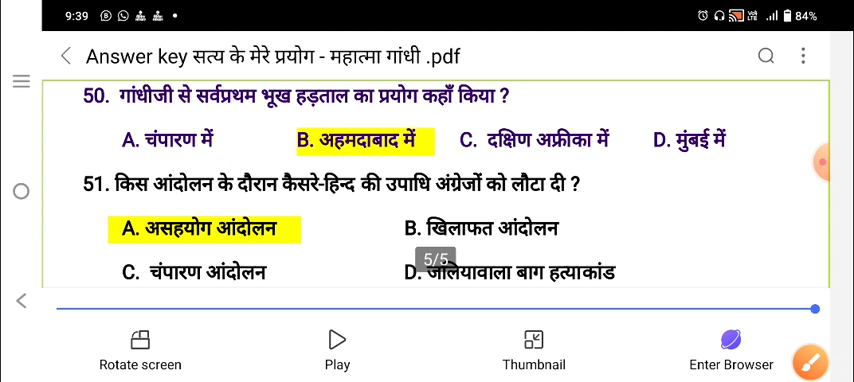 9:39 84%
Answer key सत्य के मेरे प्रयोग - महात्मा गांधी .pdf
50. गांधीजी से सर्वप्रथम भूख हड़ताल का प्रयोग कहाँ किया ?
A. चंपारण में B. अहमदाबाद में C. दक्षिण अफ्रीका में D. मुंबई में
51. किस आंदोलन के दौरान कैसरे-हिन्द की उपाधि अंग्रेजों को लौटा दी ?
A. असहयोग आंदोलन B. खिलाफत आंदोलन
5/5
C. चंपारण आंदोलन D. जलियावाला बाग हत्याकांड
Rotate screen Play Thumbnail Enter Browser